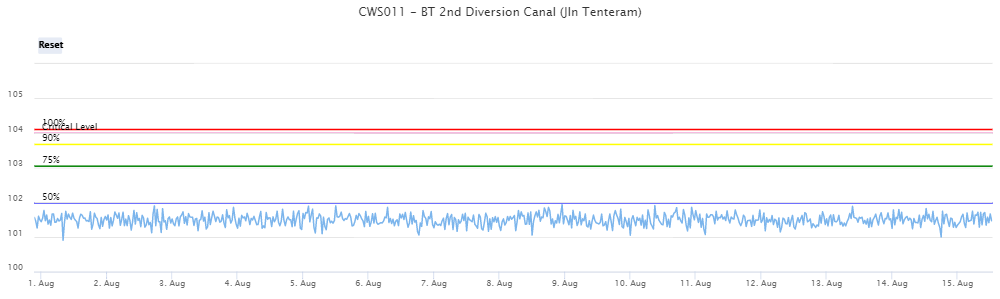 CWS011 - BT 2nd Diversion Canal (Jln Tenteram)
Reset
105
100%
Critical Level
104
90%
75%
103
50%
102
101
100
1. Aug 2. Aug 3. Aug 4. Aug 5. Aug 6. Aug 7. Aug 8. Aug 9. Aug 10. Aug 11. Aug 12. Aug 13. Aug 14. Aug 15. Aug